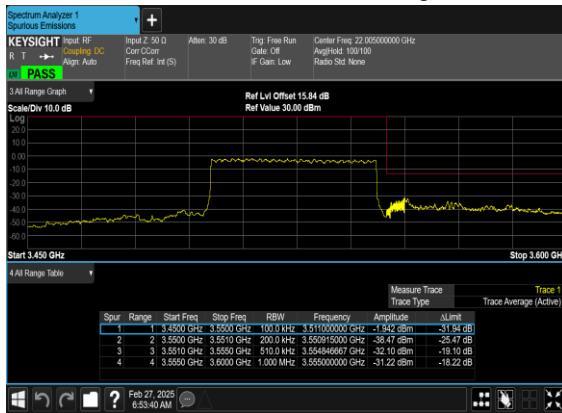 Spectrum Analyzer 1
Spurious Emissions
KEYSIGHT Input: RF Input Z: 50 Ω Atten: 30 dB Trig: Free Run Center Freq: 22.005000000 GHz
R T Coupling: DC Corr CCorr Gate: Off Avg|Hold: 100/100
Align: Auto Freq Ref: Int (S) IF Gain: Low Radio Std: None
PASS
3 All Range Graph
Ref Lvl Offset 15.84 dB
Scale/Div 10.0 dB Ref Value 30.00 dBm
Log
20.0
10.0
0.00
-10.0
-20.0
-30.0
-40.0
-50.0
-60.0
Start 3.450 GHz Stop 3.600 GH
4 All Range Table
Measure Trace Trace 1
Trace Type Trace Average (Active)
Spur Range Start Freq Stop Freq RBW Frequency Amplitude ΔLimit
1 1 3.4500 GHz 3.5500 GHz 100.0 kHz 3.511000000 GHz -1.942 dBm -31.94 dB
2 2 3.5500 GHz 3.5510 GHz 200.0 kHz 3.550915000 GHz -38.47 dBm -25.47 dB
3 3 3.5510 GHz 3.5550 GHz 510.0 kHz 3.554846667 GHz -32.10 dBm -19.10 dB
4 4 3.5550 GHz 3.6000 GHz 1.000 MHz 3.555000000 GHz -31.22 dBm -18.22 dB
Feb 27, 2025
6:53:40 AM